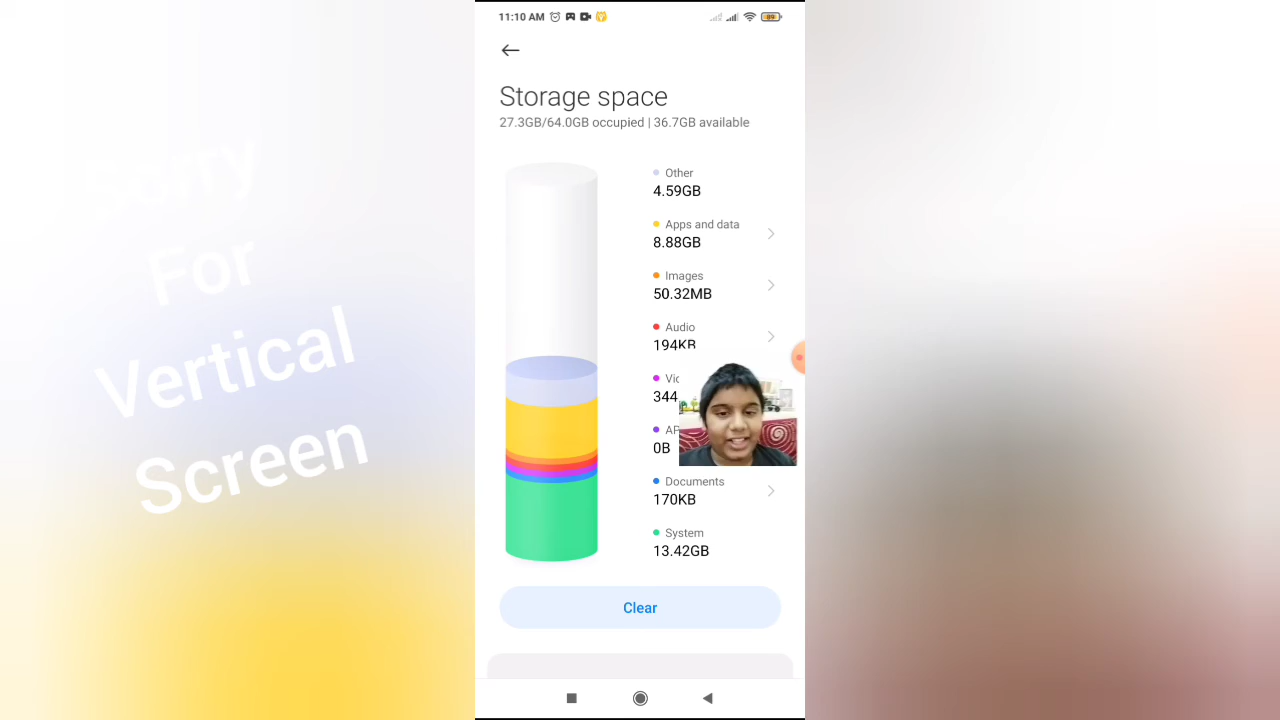 Sorry
For
Vertical
Screen
11:10 AM
89
Storage space
27.3GB/64.0GB occupied | 36.7GB available
Other
4.59GB
Apps and data
8.88GB
Images
50.32MB
Audio
194KB
344
0B
Documents
170KB
System
13.42GB
Clear